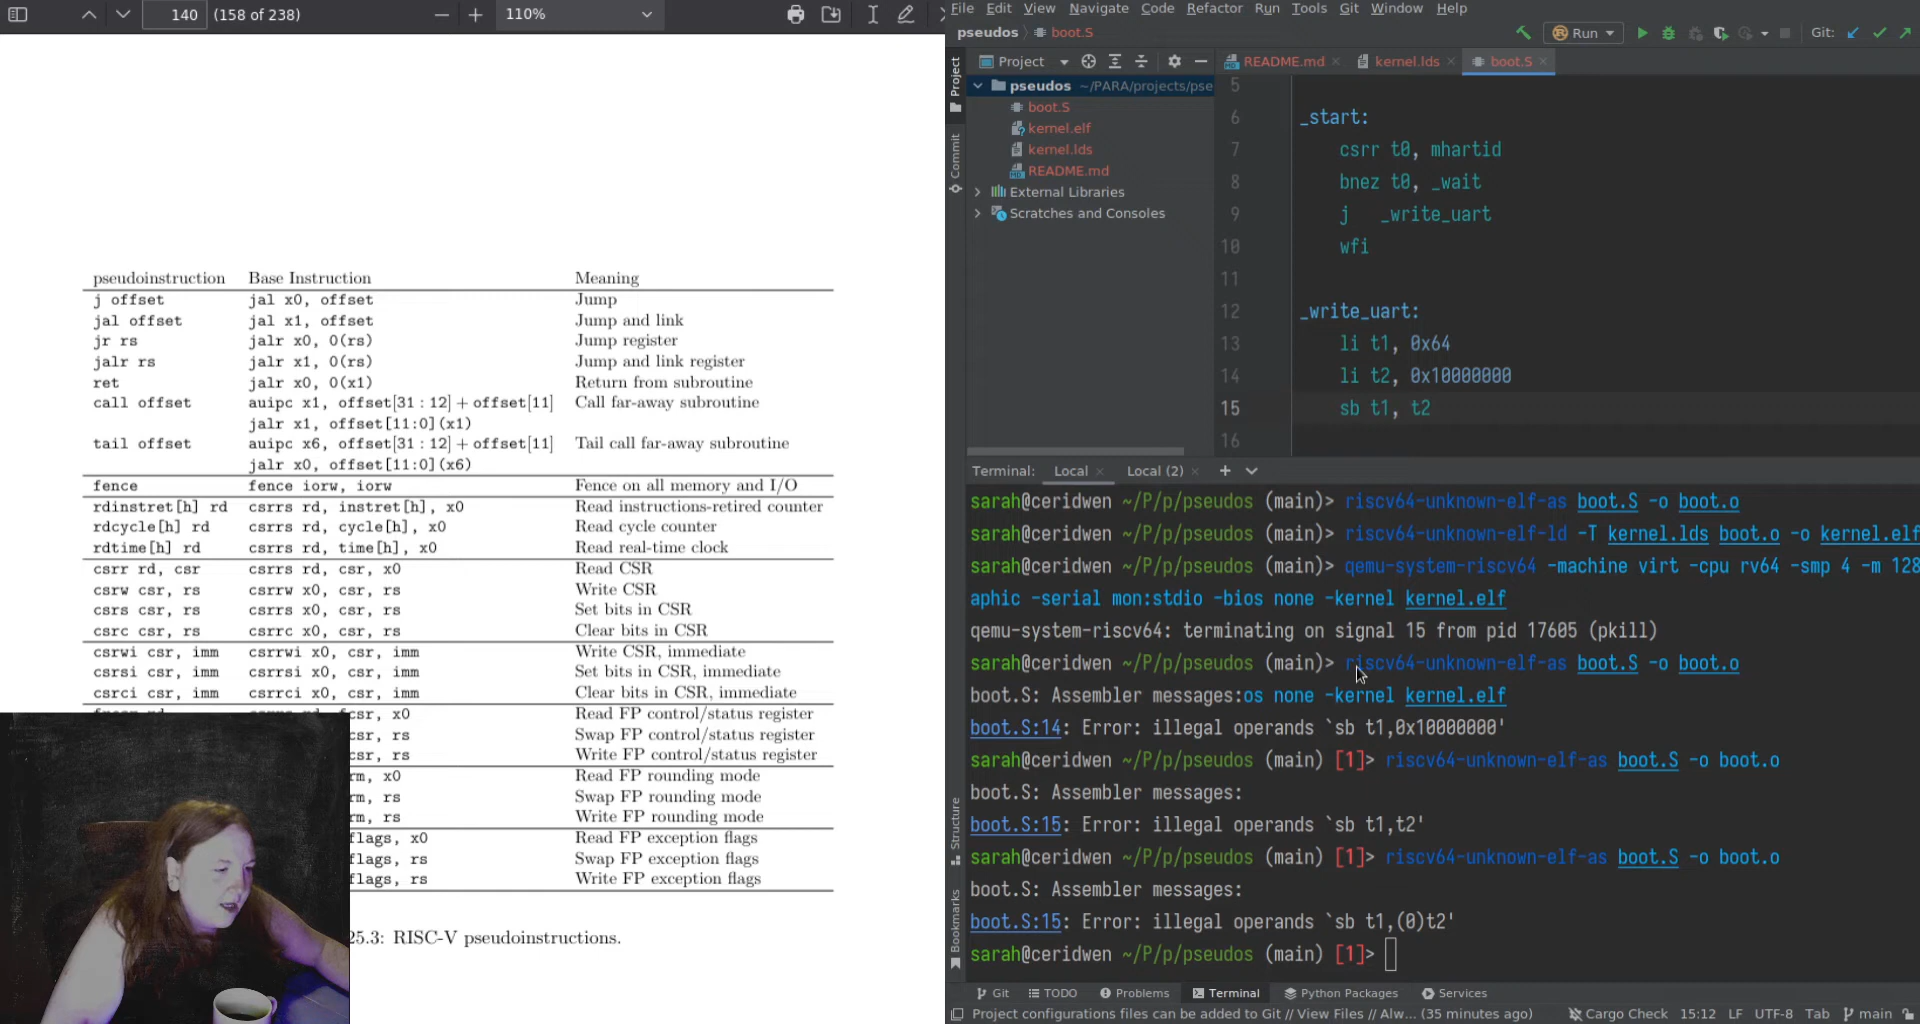 140 (158 of 238) 110%
pseudoinstruction Base Instruction Meaning
j offset jal x0, offset Jump
jal offset jal x1, offset Jump and link
jr rs jalr x0, 0(rs) Jump register
jalr rs jalr x1, 0(rs) Jump and link register
ret jalr x0, 0(x1) Return from subroutine
call offset auipc x1, offset[31 : 12] + offset[11] Call far-away subroutine
jalr x1, offset[11:0](x1)
tail offset auipc x6, offset[31 : 12] + offset[11] Tail call far-away subroutine
jalr x0, offset[11:0](x6)
fence fence iorw, iorw Fence on all memory and I/O
rdinstret[h] rd csrrs rd, instret[h], x0 Read instructions-retired counter
rdcycle[h] rd csrrs rd, cycle[h], x0 Read cycle counter
rdtime[h] rd csrrs rd, time[h], x0 Read real-time clock
csrr rd, csr csrrs rd, csr, x0 Read CSR
csrw csr, rs csrrw x0, csr, rs Write CSR
csrs csr, rs csrrs x0, csr, rs Set bits in CSR
csrc csr, rs csrrc x0, csr, rs Clear bits in CSR
csrwi csr, imm csrrwi x0, csr, imm Write CSR, immediate
csrsi csr, imm csrrsi x0, csr, imm Set bits in CSR, immediate
csrci csr, imm csrrci x0, csr, imm Clear bits in CSR, immediate
csr, x0 Read FP control/status register
csr, rs Swap FP control/status register
csr, rs Write FP control/status register
rm, x0 Read FP rounding mode
rm, rs Swap FP rounding mode
rm, rs Write FP rounding mode
flags, x0 Read FP exception flags
flags, rs Swap FP exception flags
flags, rs Write FP exception flags
25.3: RISC-V pseudoinstructions.
File Edit View Navigate Code Refactor Run Tools Git Window Help
pseudos boot.S Run Git:
Project Project README.md kernel.lds boot.S
Commit
pseudos ~/PARA/projects/pse
boot.S
kernel.elf
kernel.lds
README.md
External Libraries
Scratches and Consoles
5
6 _start:
7 csrr t0, mhartid
8 bnez t0, _wait
9 j _write_uart
10 wfi
11
12 _write_uart:
13 li t1, 0x64
14 li t2, 0x10000000
15 sb t1, t2
16
Terminal: Local Local (2)
sarah@ceridwen ~/P/p/pseudos (main)> riscv64-unknown-elf-as boot.S -o boot.o
sarah@ceridwen ~/P/p/pseudos (main)> riscv64-unknown-elf-ld -T kernel.lds boot.o -o kernel.elf
sarah@ceridwen ~/P/p/pseudos (main)> qemu-system-riscv64 -machine virt -cpu rv64 -smp 4 -m 128
aphic -serial mon:stdio -bios none -kernel kernel.elf
qemu-system-riscv64: terminating on signal 15 from pid 17605 (pkill)
sarah@ceridwen ~/P/p/pseudos (main)> riscv64-unknown-elf-as boot.S -o boot.o
boot.S: Assembler messages:os none -kernel kernel.elf
boot.S:14: Error: illegal operands `sb t1,0x10000000'
sarah@ceridwen ~/P/p/pseudos (main) [1]> riscv64-unknown-elf-as boot.S -o boot.o
boot.S: Assembler messages:
boot.S:15: Error: illegal operands `sb t1,t2'
sarah@ceridwen ~/P/p/pseudos (main) [1]> riscv64-unknown-elf-as boot.S -o boot.o
boot.S: Assembler messages:
boot.S:15: Error: illegal operands `sb t1,(0)t2'
sarah@ceridwen ~/P/p/pseudos (main) [1]>
Structure
Bookmarks
Git TODO Problems Terminal Python Packages Services
Project configurations files can be added to Git // View Files // Alw... (35 minutes ago) Cargo Check 15:12 LF UTF-8 Tab main